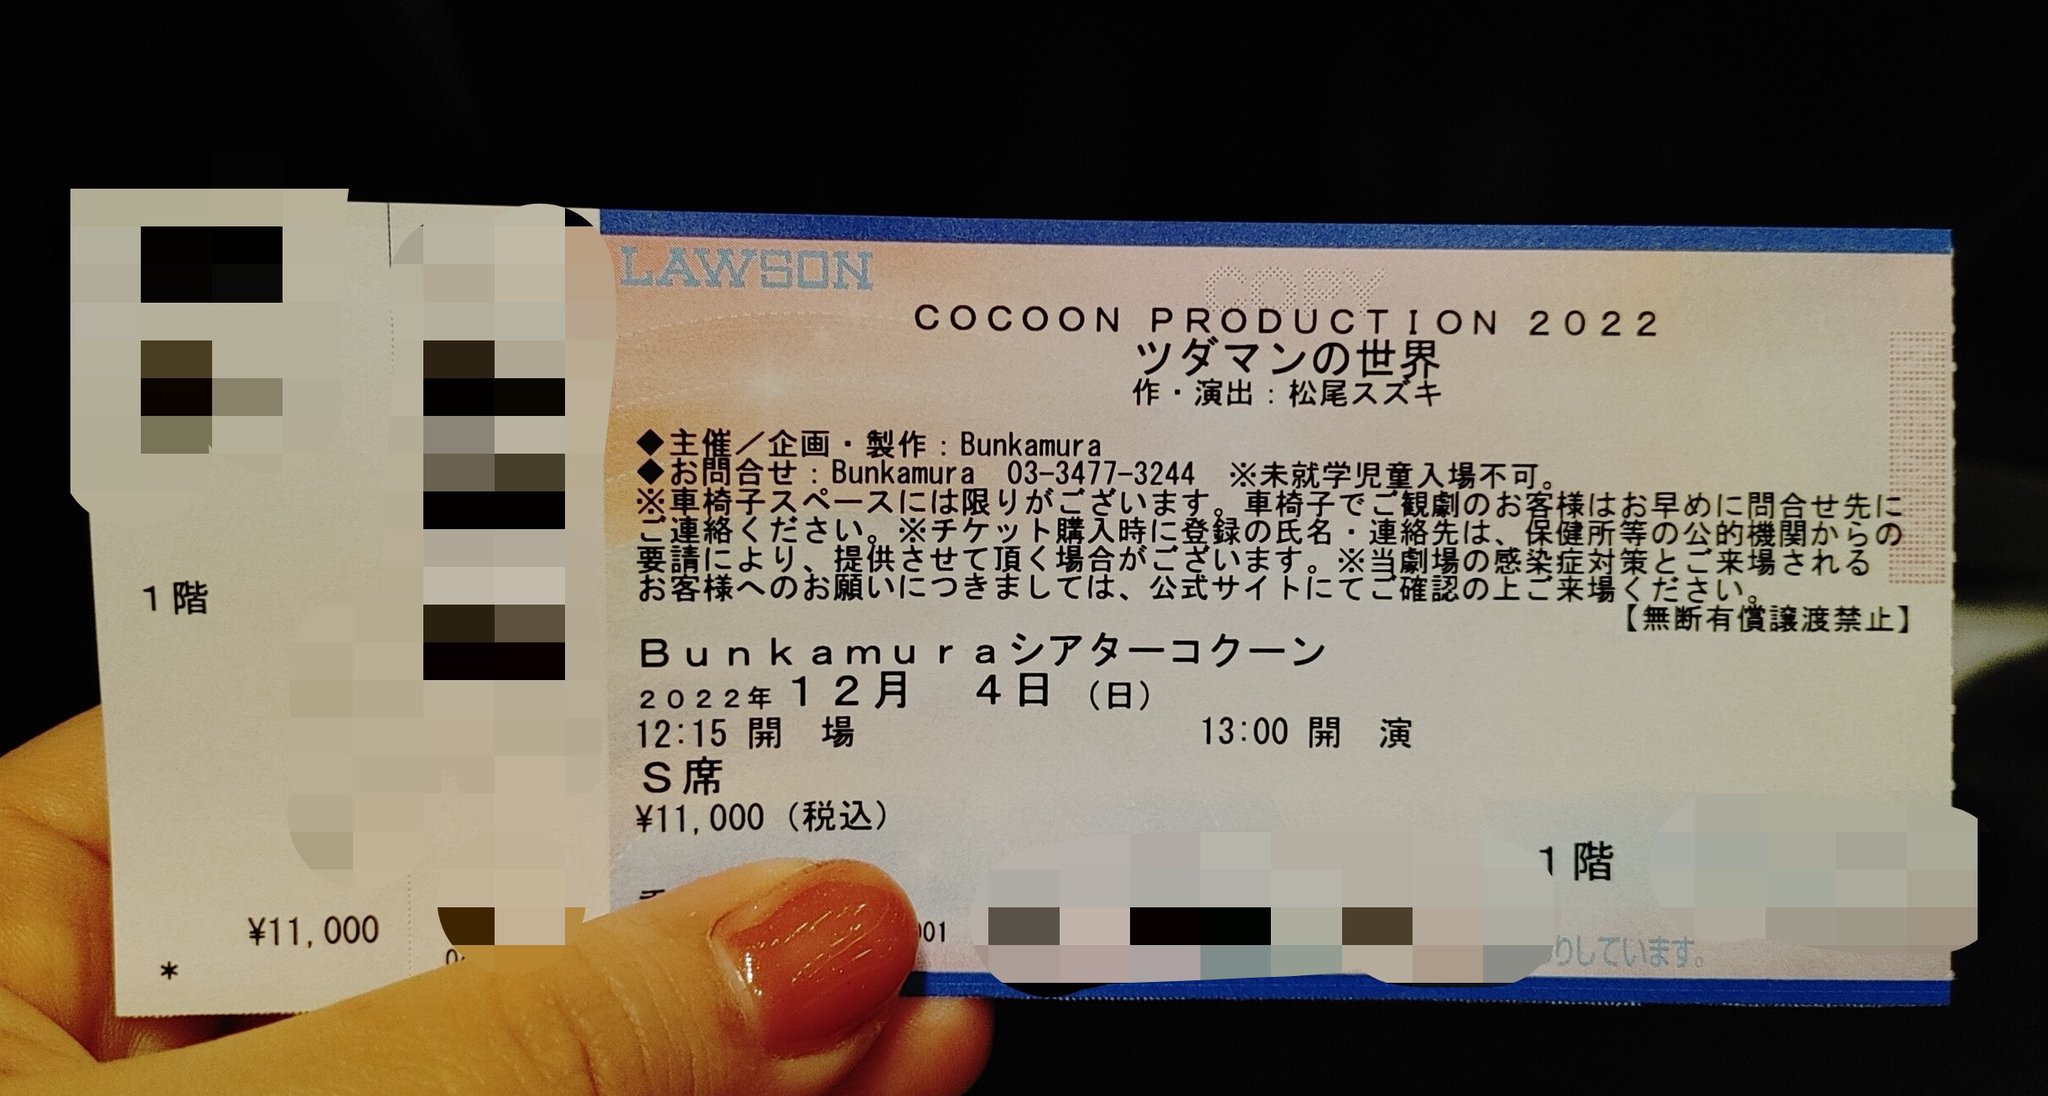 LAWSON
COPY
COCOON PRODUCTION 2022
ツダマンの世界
作・演出：松尾スズキ
◆主催／企画・製作：Bunkamura
◆お問合せ：Bunkamura 03-3477-3244 ※未就学児童入場不可。
※車椅子スペースには限りがございます。車椅子でご観劇のお客様はお早めに問合せ先に
ご連絡ください。※チケット購入時に登録の氏名・連絡先は、保健所等の公的機関からの
要請により、提供させて頂く場合がございます。※当劇場の感染症対策とご来場される
お客様へのお願いにつきましては、公式サイトにてご確認の上ご来場ください。
【無断有償譲渡禁止】
Bunkamuraシアターコクーン
2022年 12月 4日 （日）
12:15 開 場 13:00 開 演
S席
¥11,000（税込）
1階
001
りしています。
1階
¥11,000
*